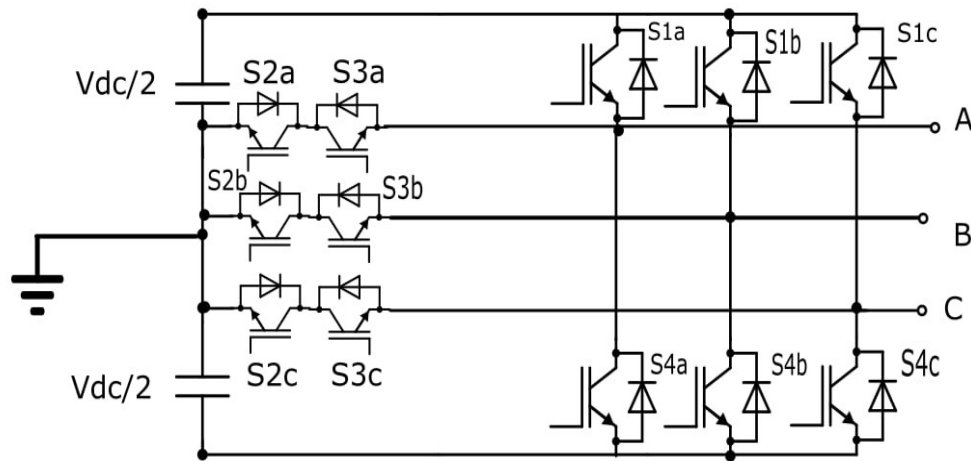 S1a
S1b
S1c
Vdc/2
S2a
S3a
A
S2b
S3b
B
C
S2c
S3c
Vdc/2
S4a
S4b
S4c